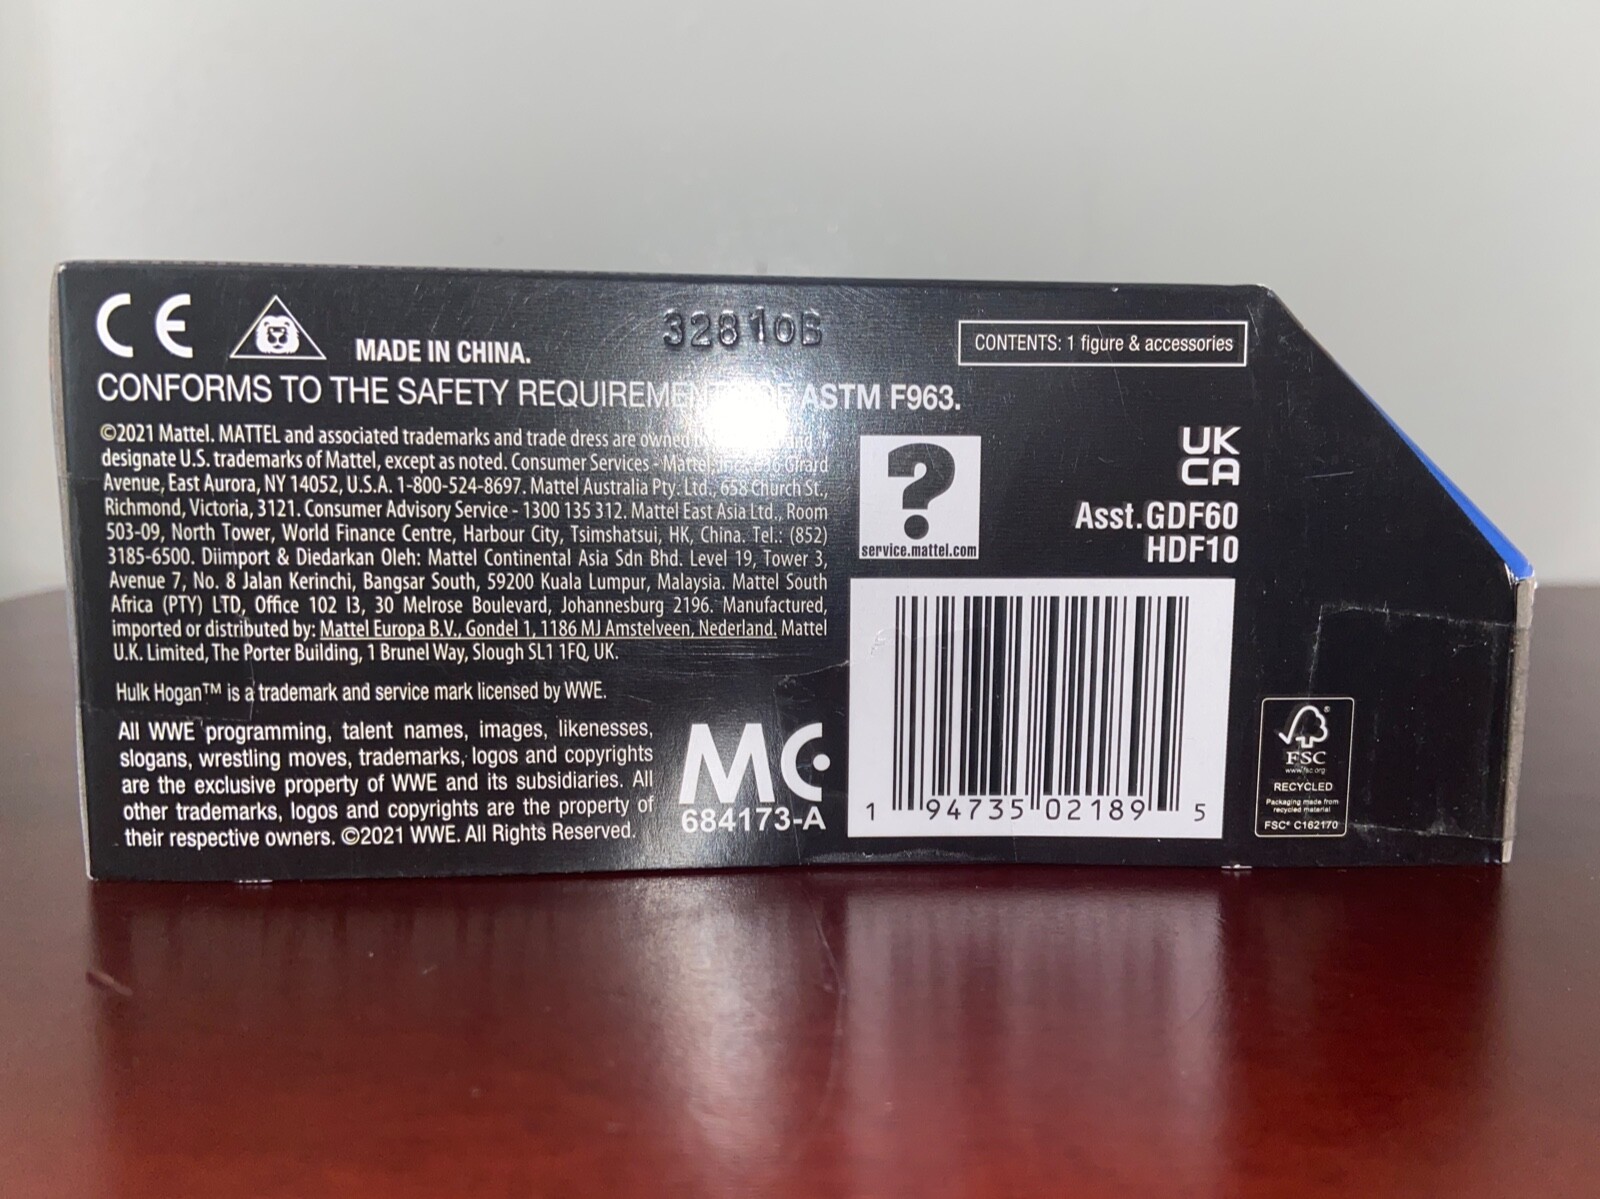 CE
MADE IN CHINA.
32810B
CONTENTS: 1 figure & accessories
CONFORMS TO THE SAFETY REQUIREMEN ASTM F963.
©2021 Mattel. MATTEL and associated trademarks and trade dress are owned and
designate U.S. trademarks of Mattel, except as noted. Consumer Services - Mattel, Girard
Avenue, East Aurora, NY 14052, U.S.A. 1-800-524-8697. Mattel Australia Pty. Ltd., 658 Church St.,
Richmond, Victoria, 3121. Consumer Advisory Service - 1300 135 312. Mattel East Asia Ltd., Room
503-09, North Tower, World Finance Centre, Harbour City, Tsimshatsui, HK, China. Tel.: (852)
3185-6500. Diimport & Diedarkan Oleh: Mattel Continental Asia Sdn Bhd. Level 19, Tower 3,
Avenue 7, No. 8 Jalan Kerinchi, Bangsar South, 59200 Kuala Lumpur, Malaysia. Mattel South
Africa (PTY) LTD, Office 102 I3, 30 Melrose Boulevard, Johannesburg 2196. Manufactured,
imported or distributed by: Mattel Europa B.V., Gondel 1, 1186 MJ Amstelveen, Nederland. Mattel
U.K. Limited, The Porter Building, 1 Brunel Way, Slough SL1 1FQ, UK.
Hulk Hogan™ is a trademark and service mark licensed by WWE.
All WWE programming, talent names, images, likenesses,
slogans, wrestling moves, trademarks, logos and copyrights
are the exclusive property of WWE and its subsidiaries. All
other trademarks, logos and copyrights are the property of
their respective owners. ©2021 WWE. All Rights Reserved.
MC
684173-A
?
service.mattel.com
UK
CA
Asst.GDF60
HDF10
1 94735 02189 5
FSC®
www.fsc.org
RECYCLED
Packaging made from
recycled material
FSC® C162170